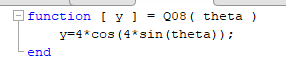 function [ y ] = Q08( theta )
y=4*cos(4*sin(theta));
end